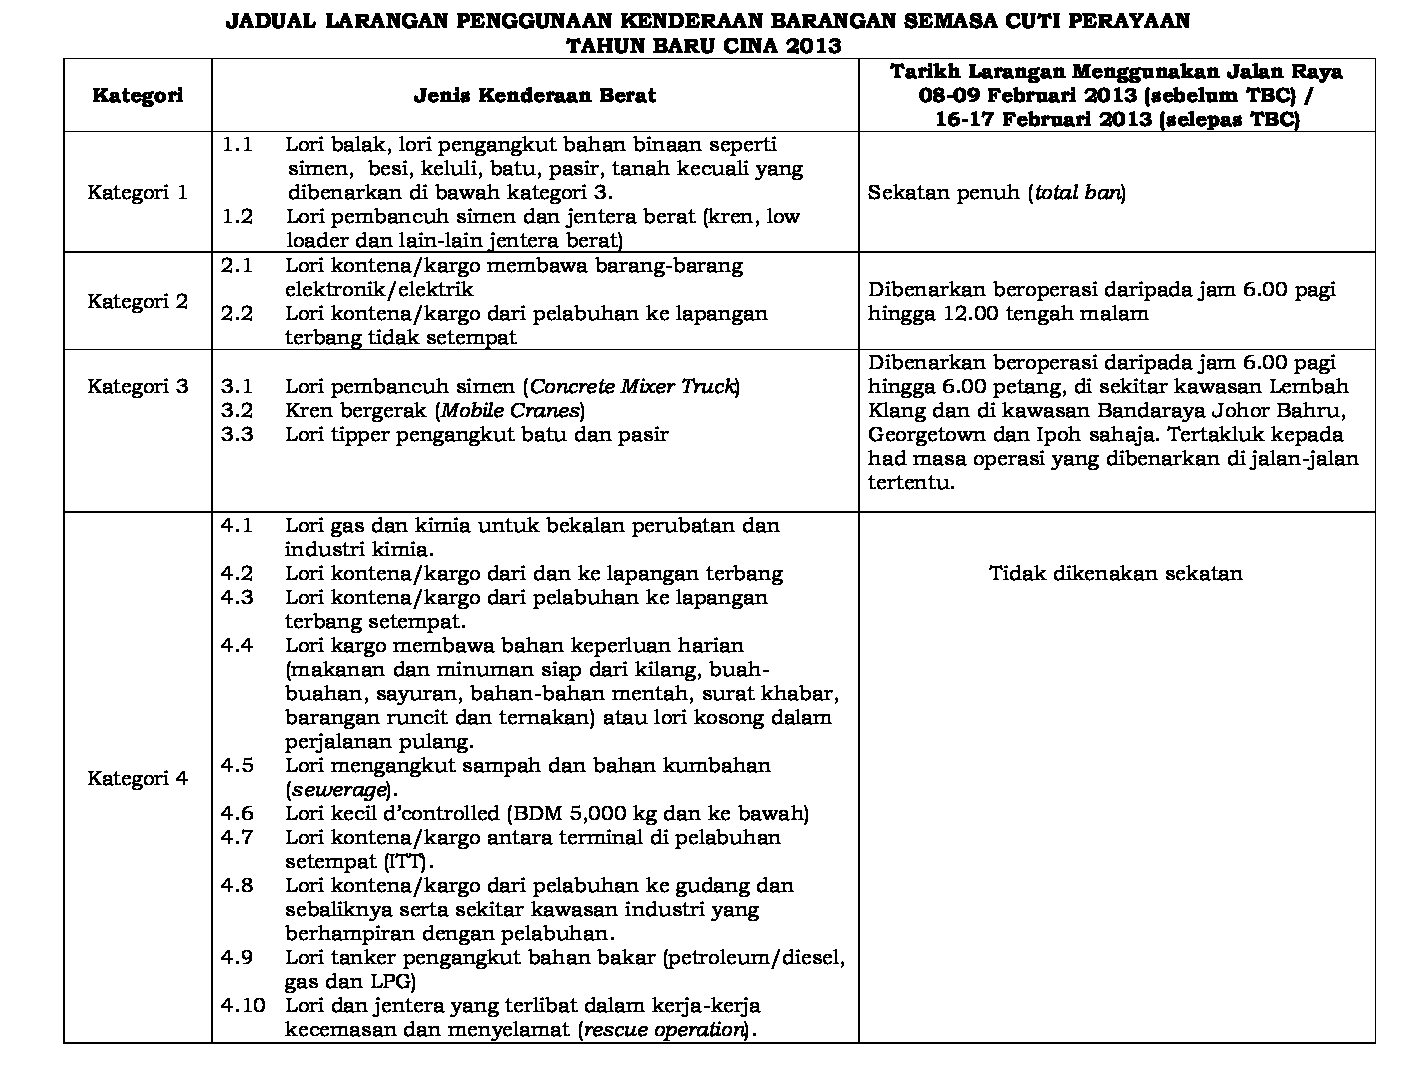 JADUAL LARANGAN PENGGUNAAN KENDERAAN BARANGAN SEMASA CUTI PERAYAAN
TAHUN BARU CINA 2013
Kategori
Jenis Kenderaan Berat
Tarikh Larangan Menggunakan Jalan Raya
08-09 Februari 2013 (sebelum TBC) /
16-17 Februari 2013 (selepas TBC)
Kategori 1
1.1 Lori balak, lori pengangkut bahan binaan seperti
simen, besi, keluli, batu, pasir, tanah kecuali yang
dibenarkan di bawah kategori 3.
1.2 Lori pembancuh simen dan jentera berat (kren, low
loader dan lain-lain jentera berat)
Sekatan penuh (total ban)
Kategori 2
2.1 Lori kontena/kargo membawa barang-barang
elektronik/elektrik
2.2 Lori kontena/kargo dari pelabuhan ke lapangan
terbang tidak setempat
Dibenarkan beroperasi daripada jam 6.00 pagi
hingga 12.00 tengah malam
Kategori 3
3.1 Lori pembancuh simen (Concrete Mixer Truck)
3.2 Kren bergerak (Mobile Cranes)
3.3 Lori tipper pengangkut batu dan pasir
Dibenarkan beroperasi daripada jam 6.00 pagi
hingga 6.00 petang, di sekitar kawasan Lembah
Klang dan di kawasan Bandaraya Johor Bahru,
Georgetown dan Ipoh sahaja. Tertakluk kepada
had masa operasi yang dibenarkan di jalan-jalan
tertentu.
Kategori 4
4.1 Lori gas dan kimia untuk bekalan perubatan dan
industri kimia.
4.2 Lori kontena/kargo dari dan ke lapangan terbang
4.3 Lori kontena/kargo dari pelabuhan ke lapangan
terbang setempat.
4.4 Lori kargo membawa bahan keperluan harian
(makanan dan minuman siap dari kilang, buah-
buahan, sayuran, bahan-bahan mentah, surat khabar,
barangan runcit dan ternakan) atau lori kosong dalam
perjalanan pulang.
4.5 Lori mengangkut sampah dan bahan kumbahan
(sewerage).
4.6 Lori kecil d’controlled (BDM 5,000 kg dan ke bawah)
4.7 Lori kontena/kargo antara terminal di pelabuhan
setempat (ITT).
4.8 Lori kontena/kargo dari pelabuhan ke gudang dan
sebaliknya serta sekitar kawasan industri yang
berhampiran dengan pelabuhan.
4.9 Lori tanker pengangkut bahan bakar (petroleum/diesel,
gas dan LPG)
4.10 Lori dan jentera yang terlibat dalam kerja-kerja
kecemasan dan menyelamat (rescue operation).
Tidak dikenakan sekatan